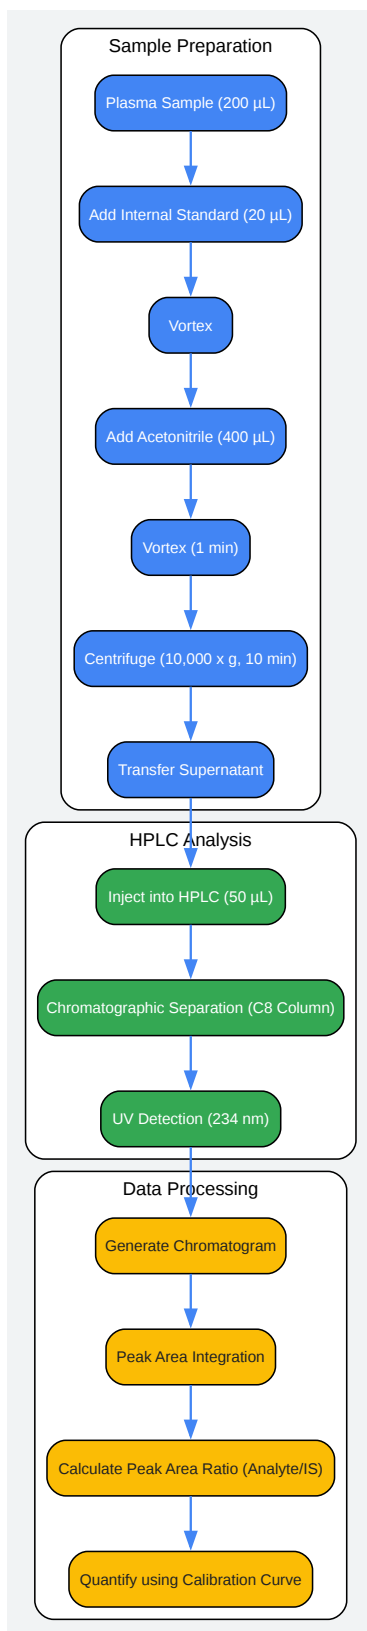 Sample Preparation
Plasma Sample (200 µL)
Add Internal Standard (20 µL)
Vortex
Add Acetonitrile (400 µL)
Vortex (1 min)
Centrifuge (10,000 x g, 10 min)
Transfer Supernatant
HPLC Analysis
Inject into HPLC (50 µL)
Chromatographic Separation (C8 Column)
UV Detection (234 nm)
Data Processing
Generate Chromatogram
Peak Area Integration
Calculate Peak Area Ratio (Analyte/IS)
Quantify using Calibration Curve